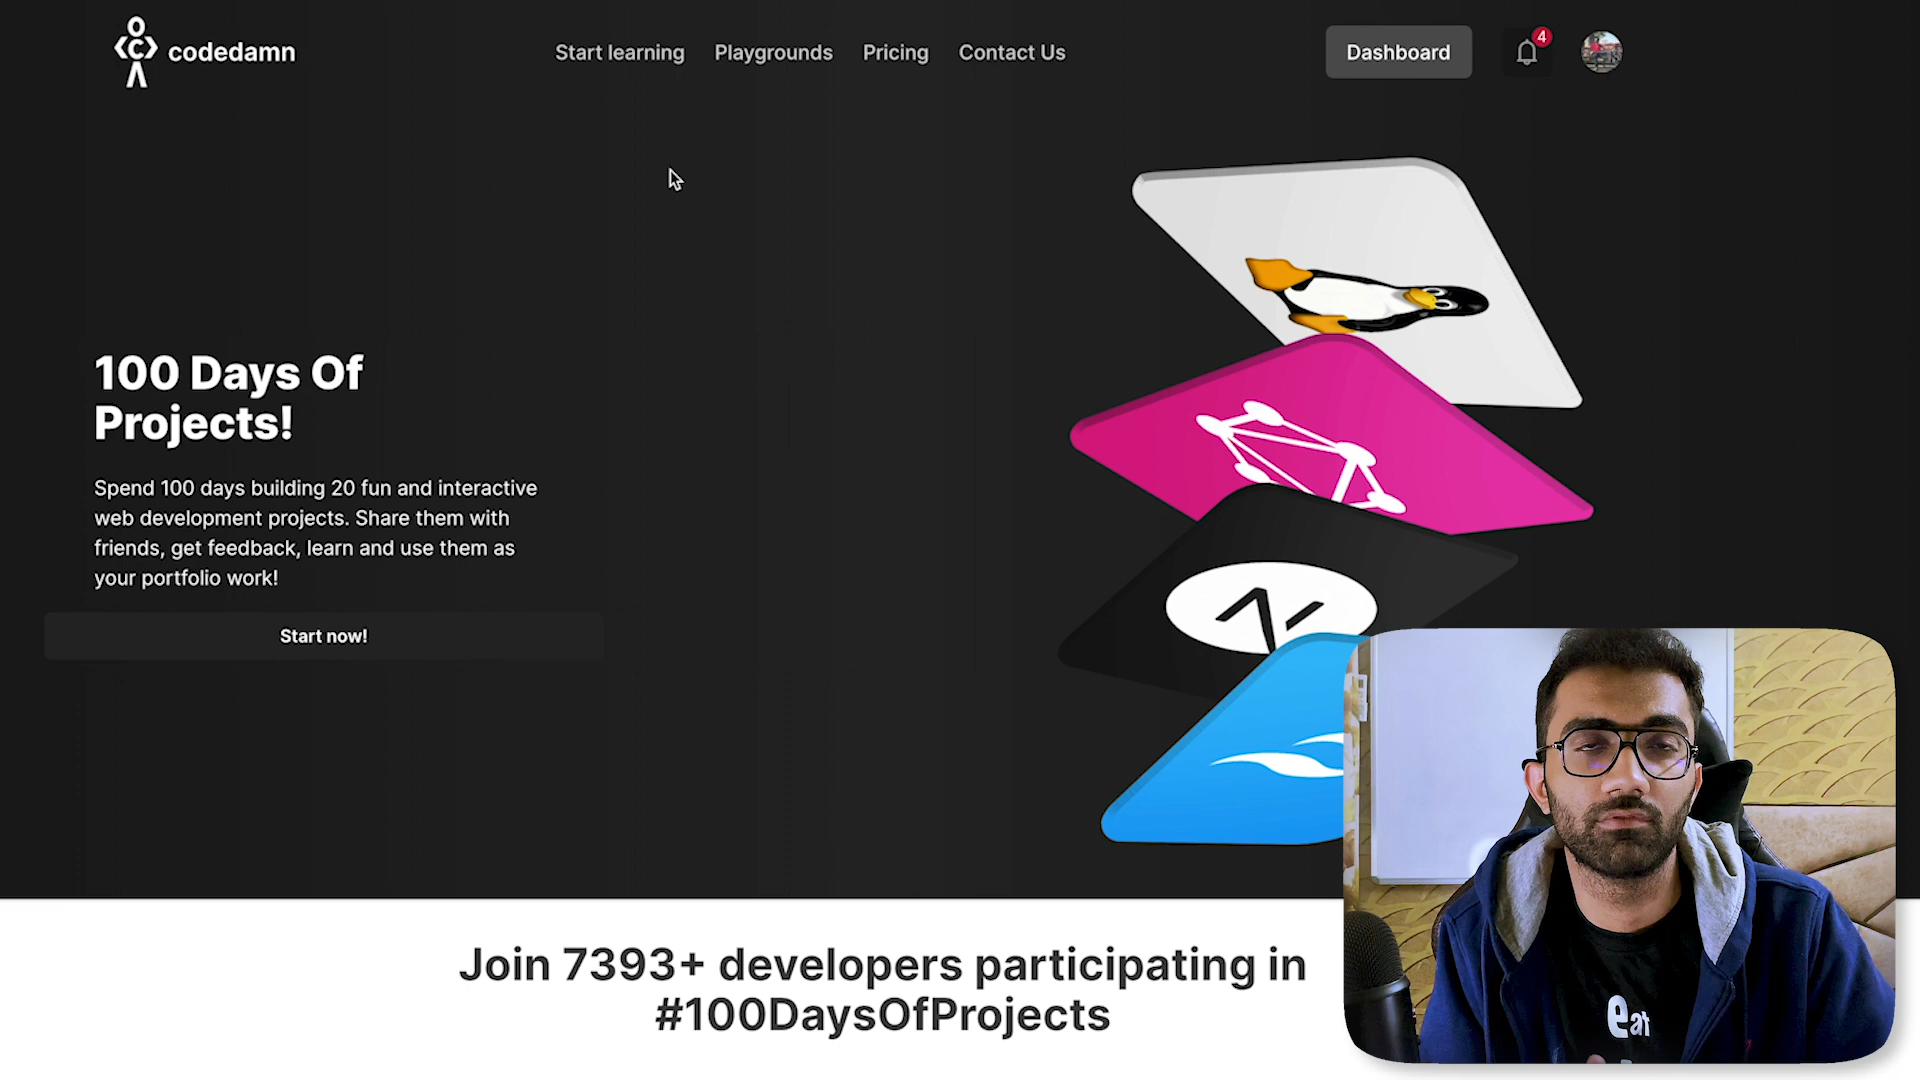 codedamn
Start learning
Playgrounds
Pricing
Contact Us
Dashboard
4
100 Days Of
Projects!
Spend 100 days building 20 fun and interactive
web development projects. Share them with
friends, get feedback, learn and use them as
your portfolio work!
Start now!
Join 7393+ developers participating in
#100DaysOfProjects
eat